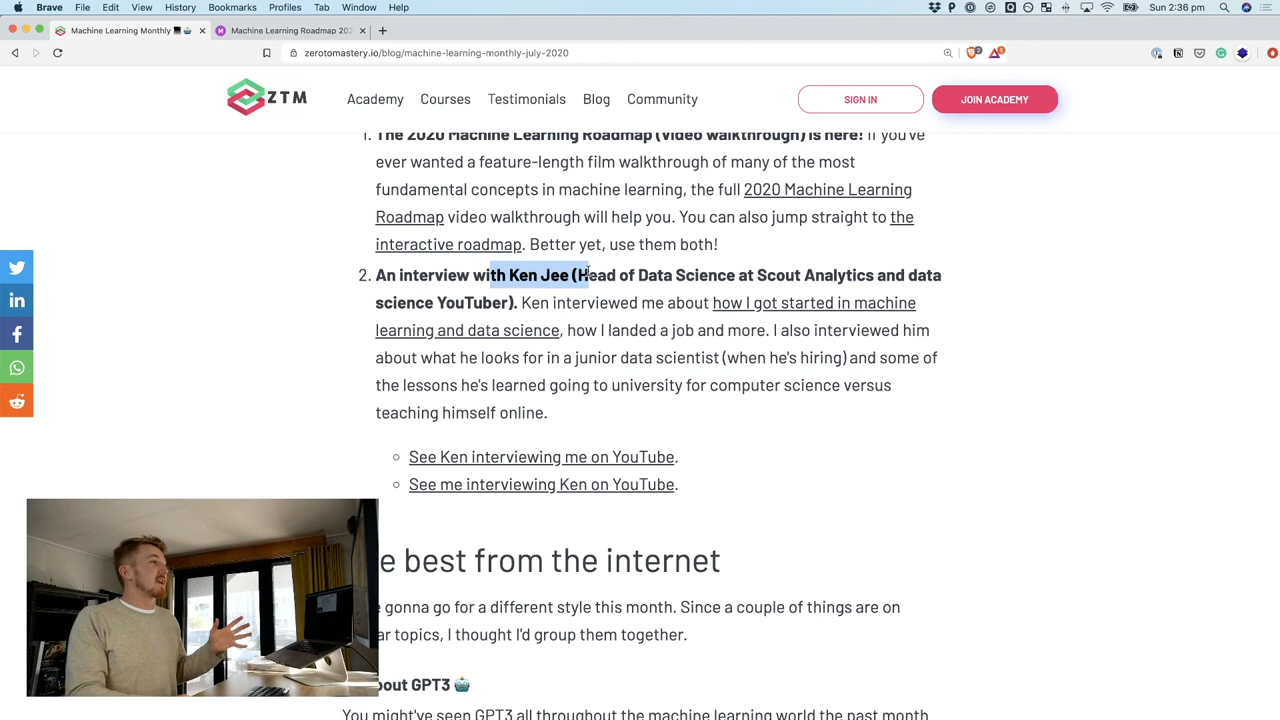 Brave File Edit View History Bookmarks Profiles Tab Window Help
Sun 2:36 pm
Machine Learning Monthly
Machine Learning Roadmap 202
zerotomastery.io/blog/machine-learning-monthly-july-2020
ZTM
Academy Courses Testimonials Blog Community
SIGN IN
JOIN ACADEMY
1. The 2020 Machine Learning Roadmap (video walkthrough) is here! If you've
ever wanted a feature-length film walkthrough of many of the most
fundamental concepts in machine learning, the full 2020 Machine Learning
Roadmap video walkthrough will help you. You can also jump straight to the
interactive roadmap. Better yet, use them both!
2. An interview with Ken Jee (Head of Data Science at Scout Analytics and data
science YouTuber). Ken interviewed me about how I got started in machine
learning and data science, how I landed a job and more. I also interviewed him
about what he looks for in a junior data scientist (when he's hiring) and some of
the lessons he's learned going to university for computer science versus
teaching himself online.
See Ken interviewing me on YouTube.
See me interviewing Ken on YouTube.
e best from the internet
gonna go for a different style this month. Since a couple of things are on
ar topics, I thought I'd group them together.
bout GPT3
You might've seen GPT3 all throughout the machine learning world the past month